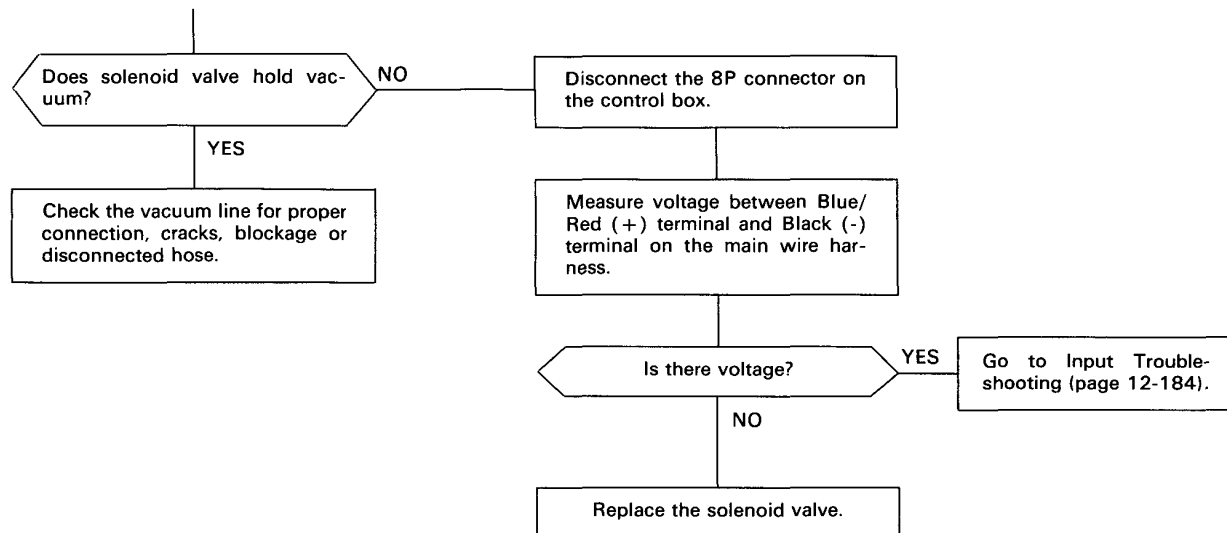 Does solenoid valve hold vac-
uum?
NO
Disconnect the 8P connector on
the control box.
YES
Check the vacuum line for proper
connection, cracks, blockage or
disconnected hose.
Measure voltage between Blue/
Red (+) terminal and Black (-)
terminal on the main wire har-
ness.
Is there voltage?
YES
Go to Input Trouble-
shooting (page 12-184).
NO
Replace the solenoid valve.